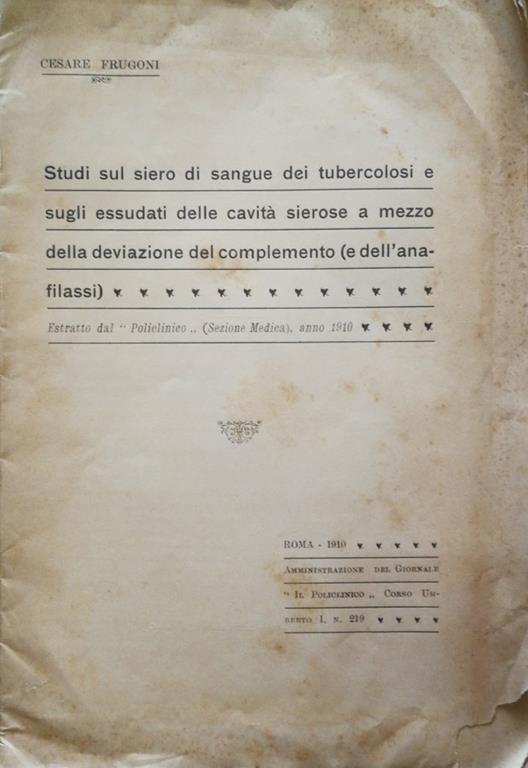 CESARE FRUGONI
Studi sul siero di sangue dei tubercolosi e
sugli essudati delle cavità sierose a mezzo
della deviazione del complemento (e dell'ana-
filassi)
Estratto dal " Policlinico „ (Sezione Medica), anno 1910
ROMA - 1910
AMMINISTRAZIONE DEL GIORNALE
" IL POLICLINICO „ CORSO UM-
BERTO I, N. 219